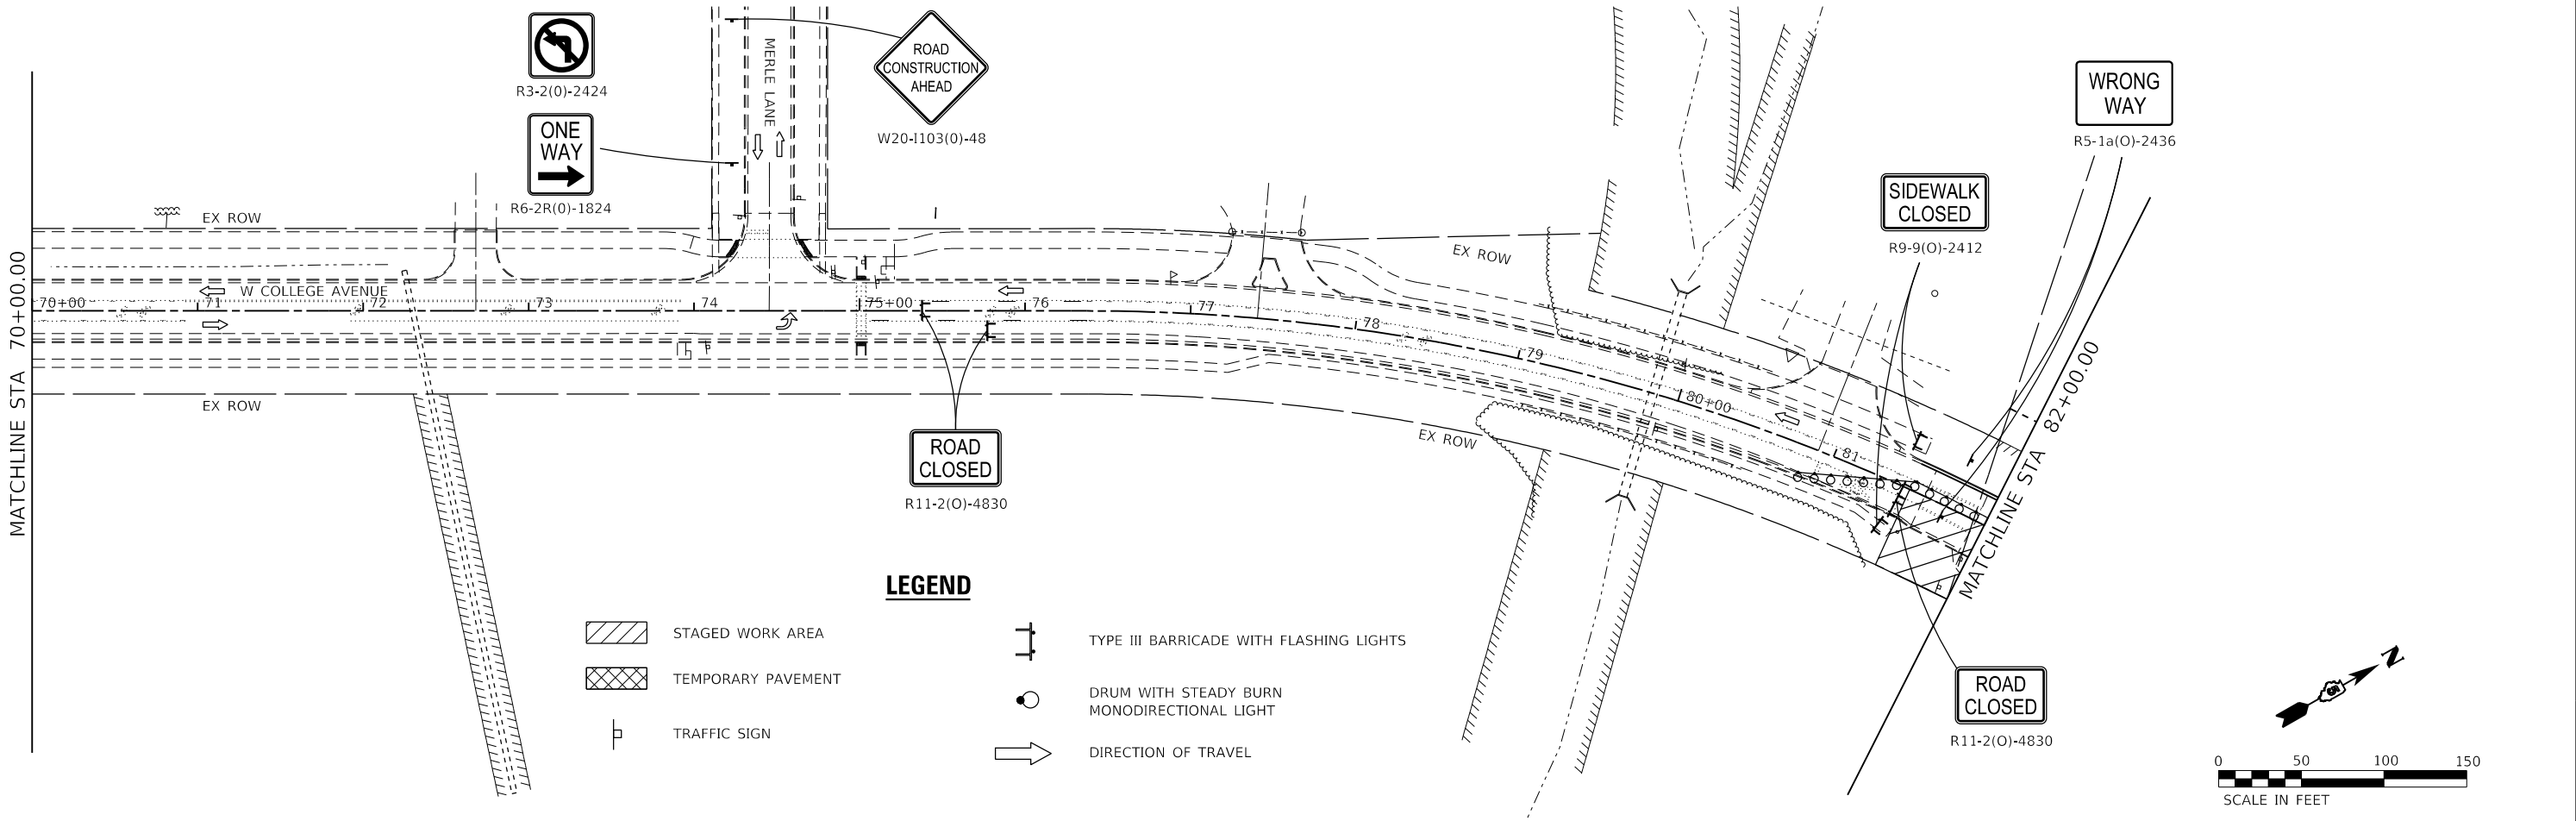 R3-2(0)-2424
ONE
WAY
R6-2R(0)-1824
MERLE LANE
ROAD
CONSTRUCTION
AHEAD
W20-I103(0)-48
WRONG
WAY
R5-1a(O)-2436
SIDEWALK
CLOSED
R9-9(O)-2412
EX ROW
EX ROW
MATCHLINE STA 70+00.00
W COLLEGE AVENUE
70+00
71
72
73
74
75+00
76
77
78
79
80+00
81
MATCHLINE STA 82+00.00
EX ROW
EX ROW
ROAD
CLOSED
R11-2(O)-4830
ROAD
CLOSED
R11-2(O)-4830
LEGEND
STAGED WORK AREA
TEMPORARY PAVEMENT
TRAFFIC SIGN
TYPE III BARRICADE WITH FLASHING LIGHTS
DRUM WITH STEADY BURN
MONODIRECTIONAL LIGHT
DIRECTION OF TRAVEL
N
0 50 100 150
SCALE IN FEET